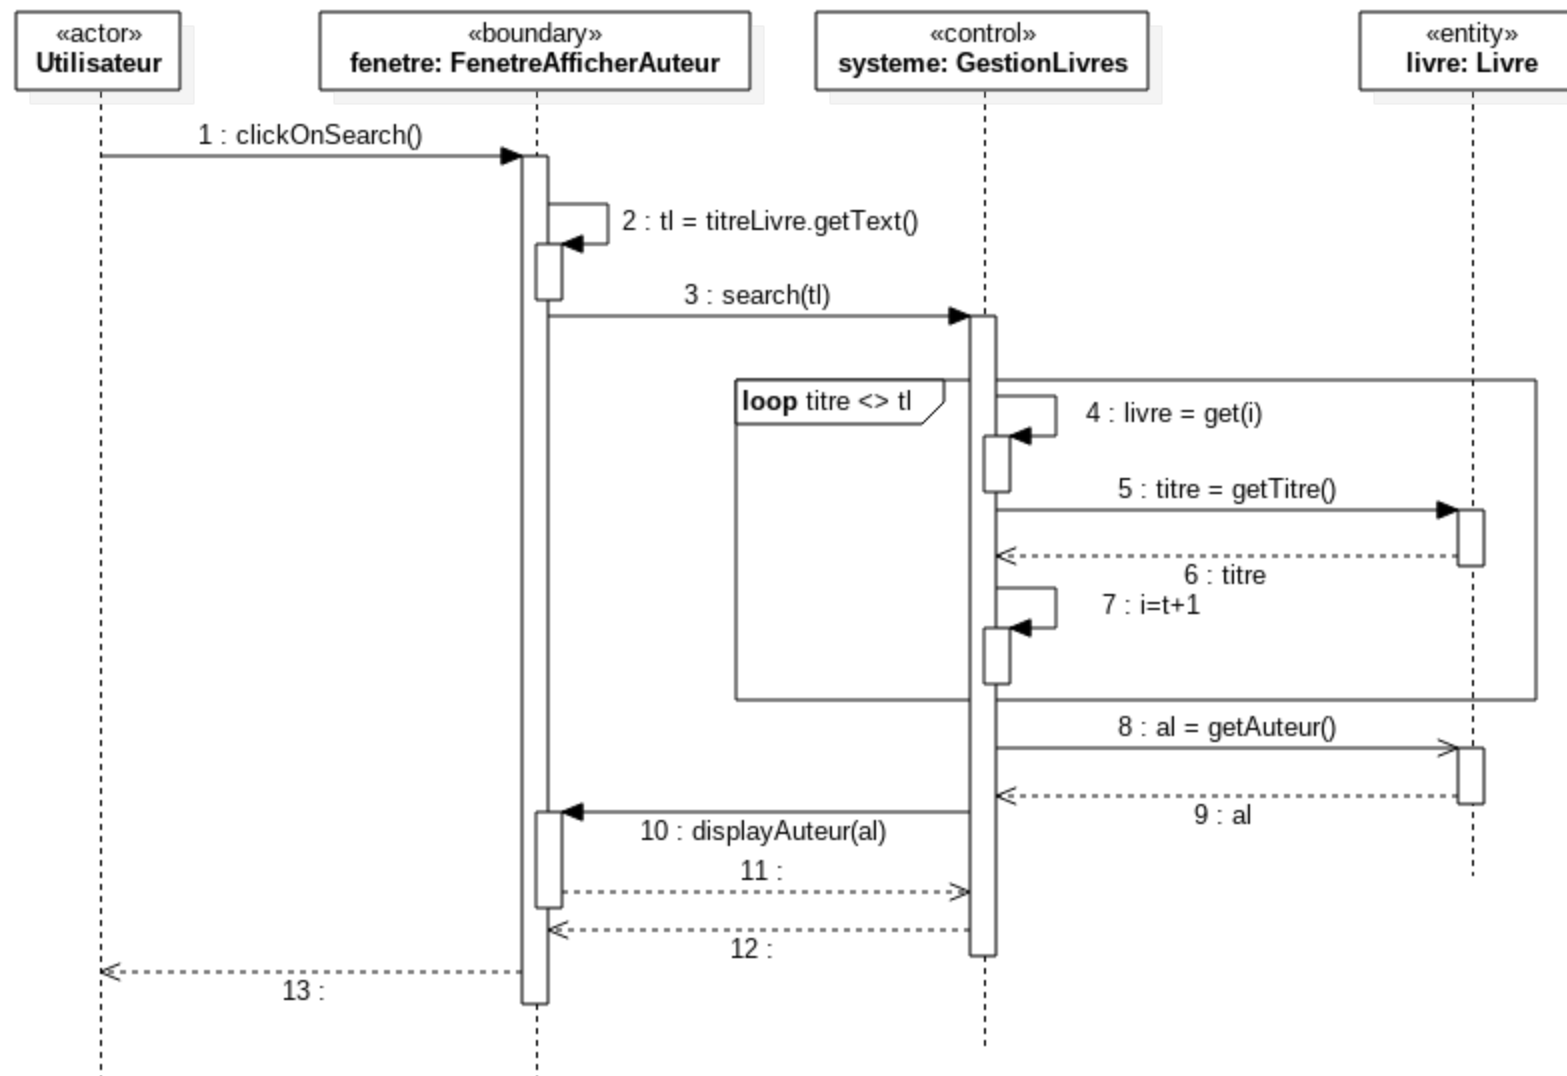 «actor»
Utilisateur
«boundary»
fenetre: FenetreAfficherAuteur
«control»
systeme: GestionLivres
«entity»
livre: Livre
1 : clickOnSearch()
2 : tl = titreLivre.getText()
3 : search(tl)
loop titre <> tl
4 : livre = get(i)
5 : titre = getTitre()
6 : titre
7 : i=t+1
8 : al = getAuteur()
9 : al
10 : displayAuteur(al)
11 :
12 :
13 :